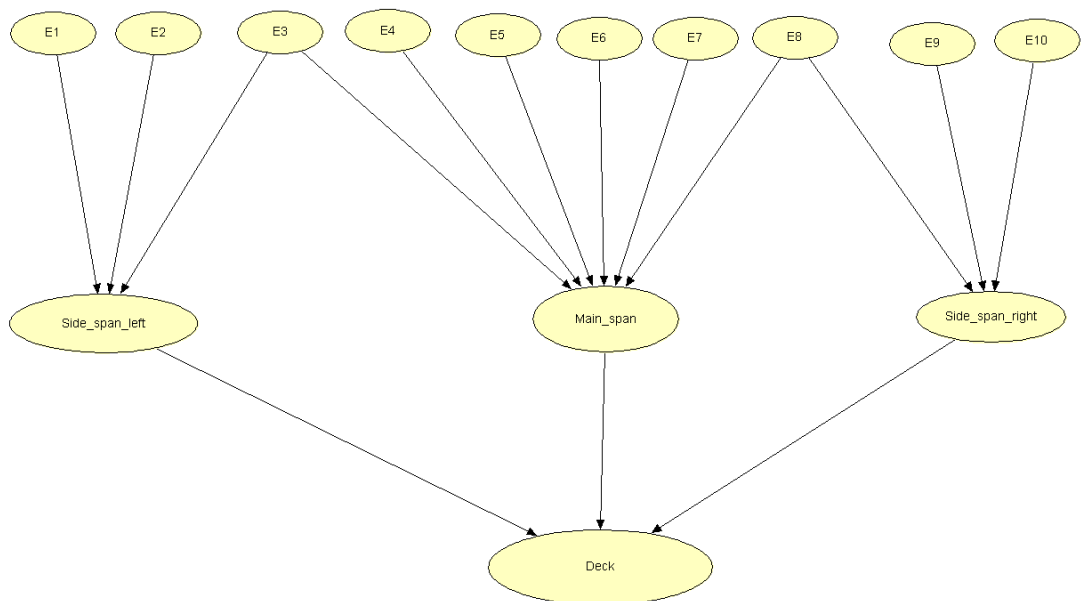 E1
E2
E3
E4
E5
E6
E7
E8
E9
E10
Side_span_left
Main_span
Side_span_right
Deck